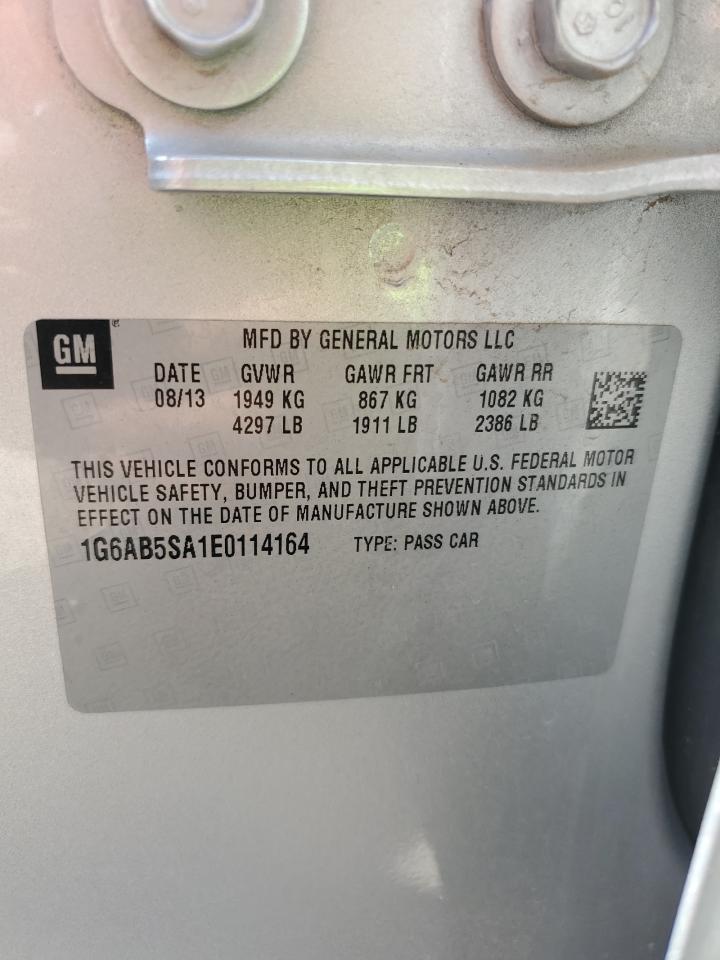 GM
MFD BY GENERAL MOTORS LLC
DATE GVWR GAWR FRT GAWR RR
08/13 1949 KG 867 KG 1082 KG
4297 LB 1911 LB 2386 LB
THIS VEHICLE CONFORMS TO ALL APPLICABLE U.S. FEDERAL MOTOR
VEHICLE SAFETY, BUMPER, AND THEFT PREVENTION STANDARDS IN
EFFECT ON THE DATE OF MANUFACTURE SHOWN ABOVE.
1G6AB5SA1E0114164 TYPE: PASS CAR